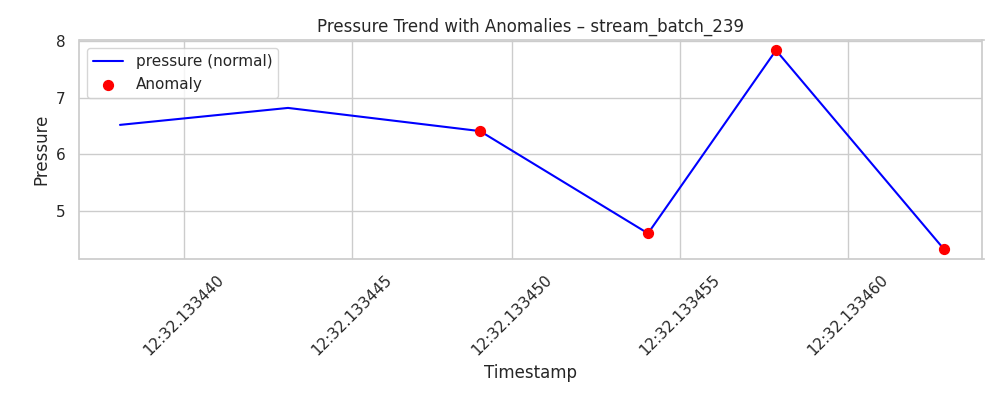 Pressure Trend with Anomalies – stream_batch_239
pressure (normal)
Anomaly
Pressure
8
7
6
5
12:32.133440
12:32.133445
12:32.133450
12:32.133455
12:32.133460
Timestamp